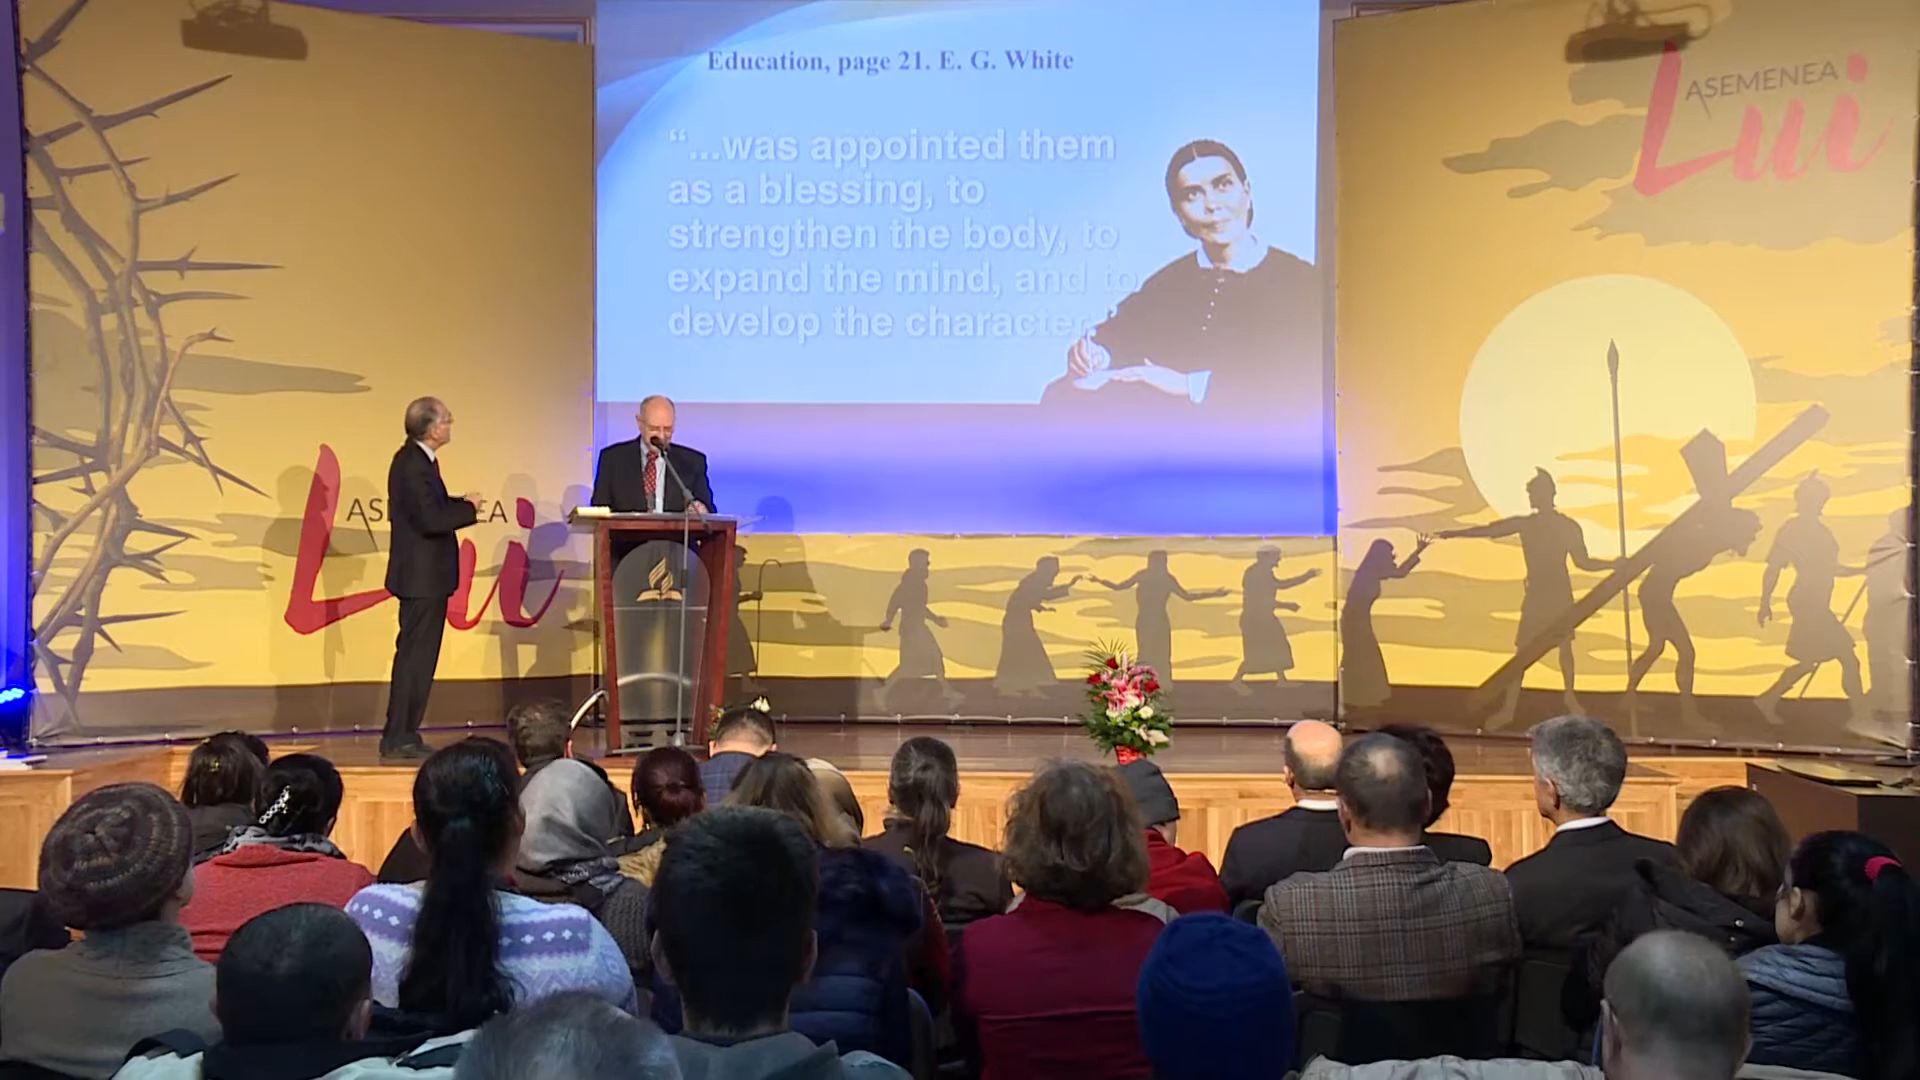 Education, page 21. E. G. White
“...was appointed them
as a blessing, to
strengthen the body, to
expand the mind, and to
develop the character.
ASEMENEA
Lui
Lui